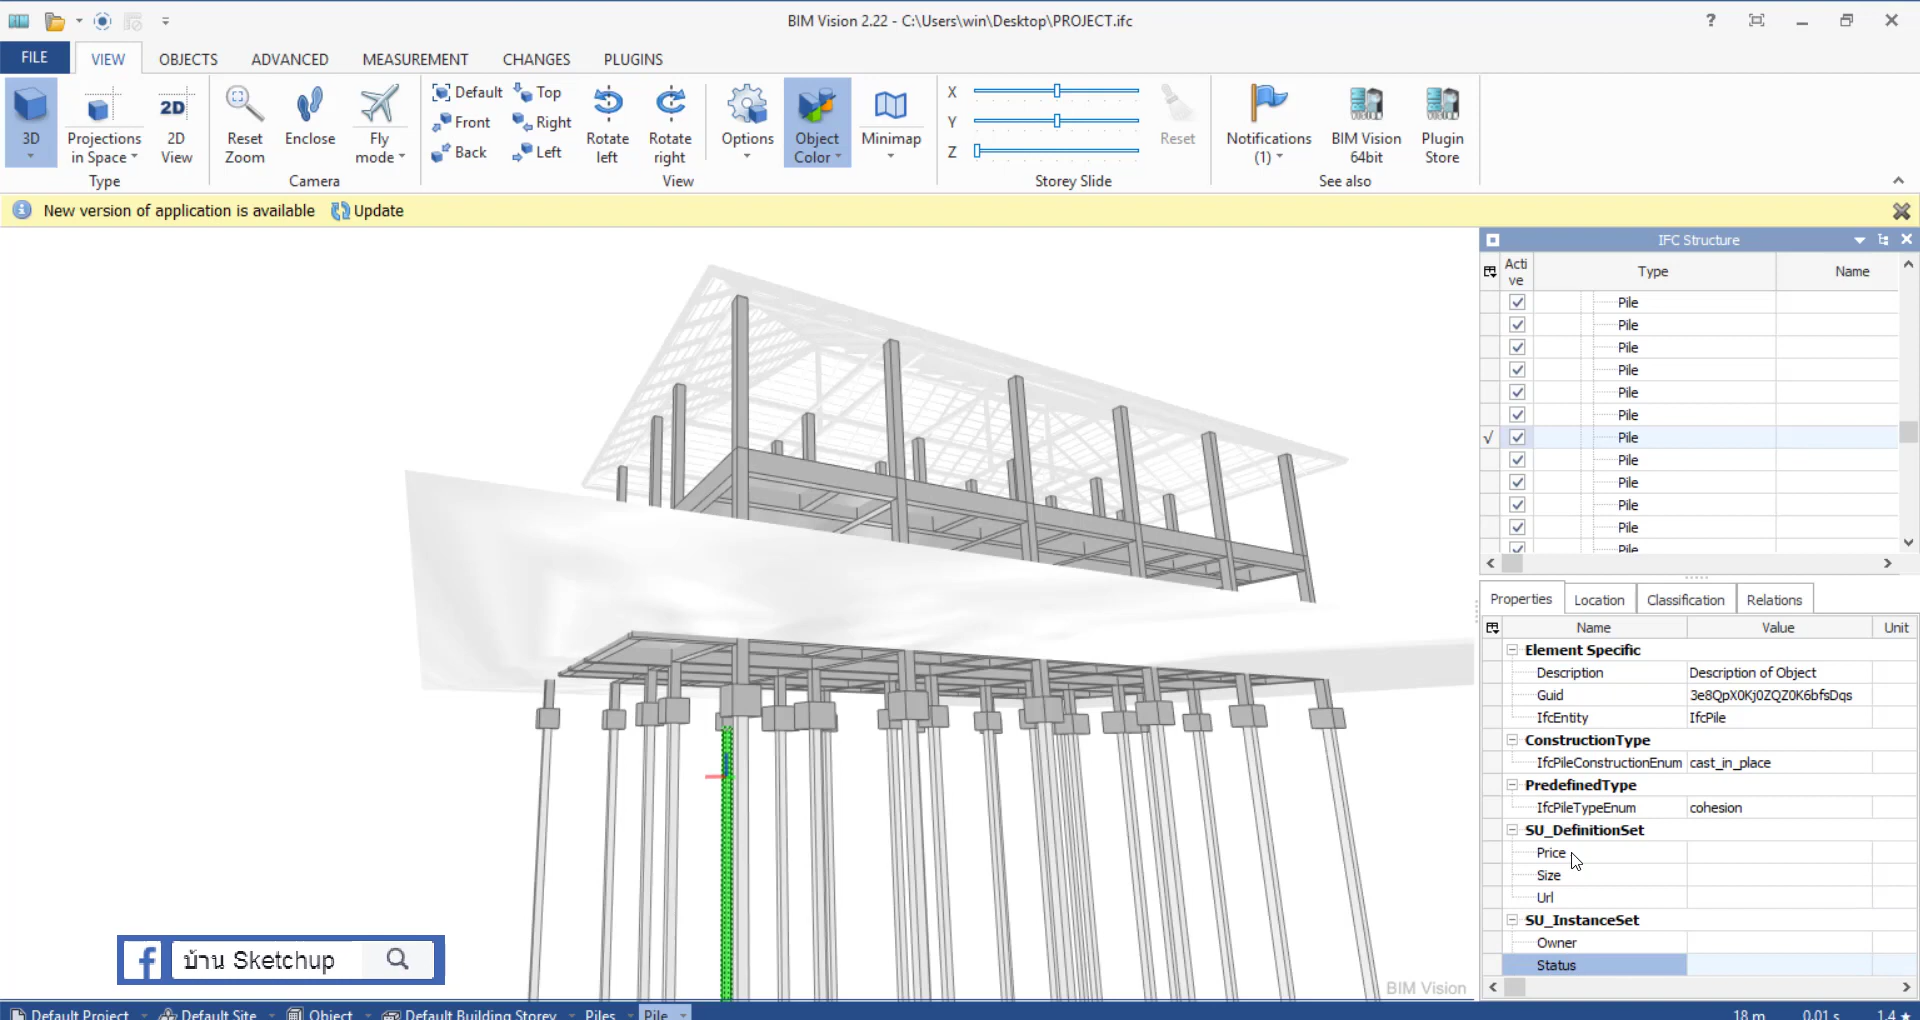 BIM Vision 2.22 - C:\Users\win\Desktop\PROJECT.ifc
FILE VIEW OBJECTS ADVANCED MEASUREMENT CHANGES PLUGINS
3D
Projections in Space
2D
2D View
Type
Reset Zoom
Enclose
Fly mode
Camera
Default
Top
Front
Right
Back
Left
Rotate left
Rotate right
Options
Object Color
Minimap
View
X
Y
Z
Reset
Storey Slide
Notifications (1)
BIM Vision 64bit
Plugin Store
See also
New version of application is available Update
IFC Structure
Active Type Name
Pile
Pile
Pile
Pile
Pile
Pile
Pile
Pile
Pile
Pile
Pile
Pile
Properties Location Classification Relations
Name Value Unit
Element Specific
Description Description of Object
Guid 3e8QpX0Kj0ZQZ0K6bfsDqs
IfcEntity IfcPile
ConstructionType
IfcPileConstructionEnum cast_in_place
PredefinedType
IfcPileTypeEnum cohesion
SU_DefinitionSet
Price
Size
Url
SU_InstanceSet
Owner
Status
บ้าน Sketchup
BIM Vision
Default Project Default Site Object Default Building Storey Piles Pile 18 m 0.01 s 1.4